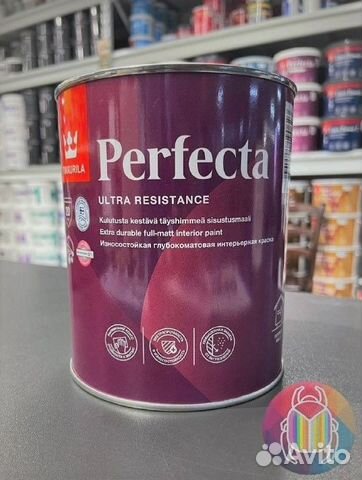 TIKKURILA
Perfecta
ULTRA RESISTANCE
Kulutusta kestävä täyshimmeä sisustusmaali
Extra durable full-matt interior paint
Износостойкая глубокоматовая интерьерная краска
Avito